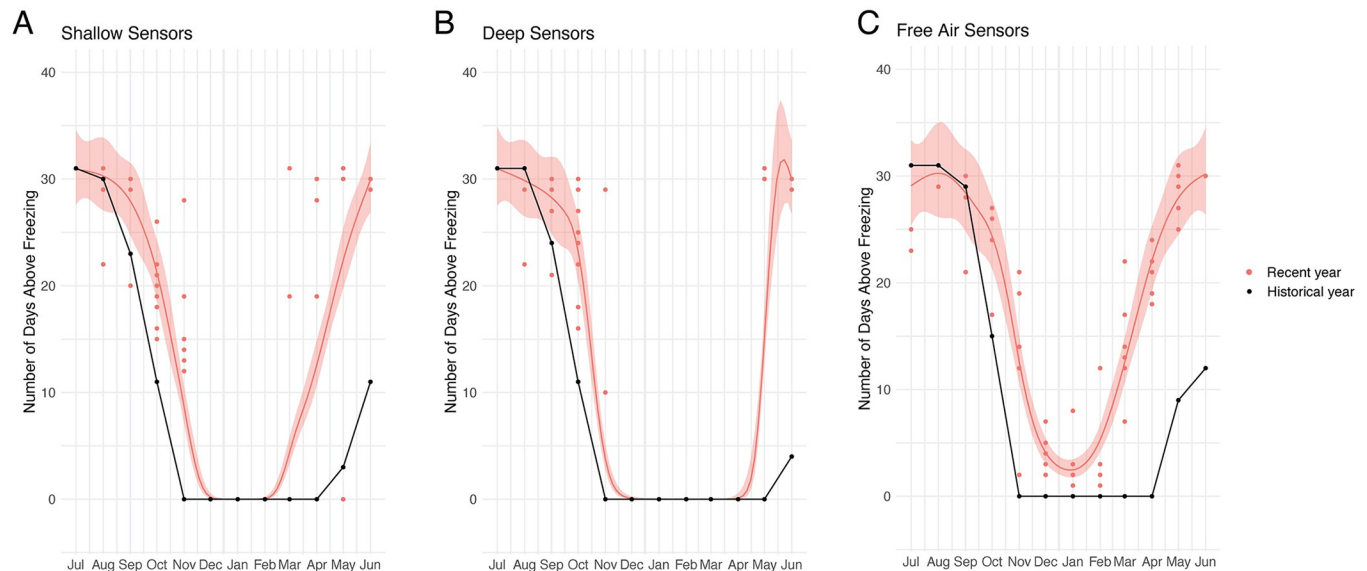 A
Shallow Sensors
Number of Days Above Freezing
40
30
20
10
0
Jul Aug Sep Oct Nov Dec Jan Feb Mar Apr May Jun
B
Deep Sensors
Number of Days Above Freezing
40
30
20
10
0
Jul Aug Sep Oct Nov Dec Jan Feb Mar Apr May Jun
C
Free Air Sensors
Number of Days Above Freezing
40
30
20
10
0
Jul Aug Sep Oct Nov Dec Jan Feb Mar Apr May Jun
Recent year
Historical year